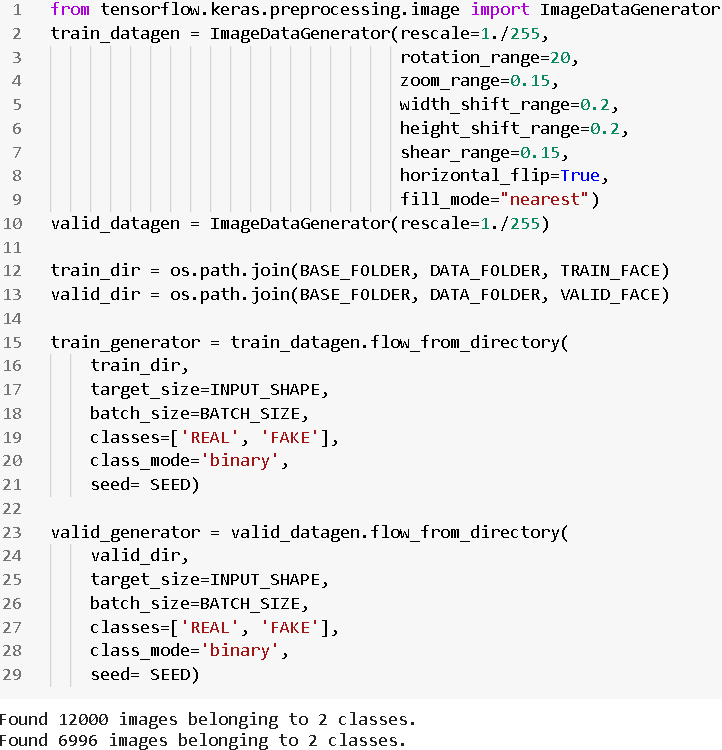 1 from tensorflow.keras.preprocessing.image import ImageDataGenerator
2 train_datagen = ImageDataGenerator(rescale=1./255,
3 rotation_range=20,
4 zoom_range=0.15,
5 width_shift_range=0.2,
6 height_shift_range=0.2,
7 shear_range=0.15,
8 horizontal_flip=True,
9 fill_mode="nearest")
10 valid_datagen = ImageDataGenerator(rescale=1./255)
11
12 train_dir = os.path.join(BASE_FOLDER, DATA_FOLDER, TRAIN_FACE)
13 valid_dir = os.path.join(BASE_FOLDER, DATA_FOLDER, VALID_FACE)
14
15 train_generator = train_datagen.flow_from_directory(
16 train_dir,
17 target_size=INPUT_SHAPE,
18 batch_size=BATCH_SIZE,
19 classes=['REAL', 'FAKE'],
20 class_mode='binary',
21 seed= SEED)
22
23 valid_generator = valid_datagen.flow_from_directory(
24 valid_dir,
25 target_size=INPUT_SHAPE,
26 batch_size=BATCH_SIZE,
27 classes=['REAL', 'FAKE'],
28 class_mode='binary',
29 seed= SEED)
Found 12000 images belonging to 2 classes.
Found 6996 images belonging to 2 classes.